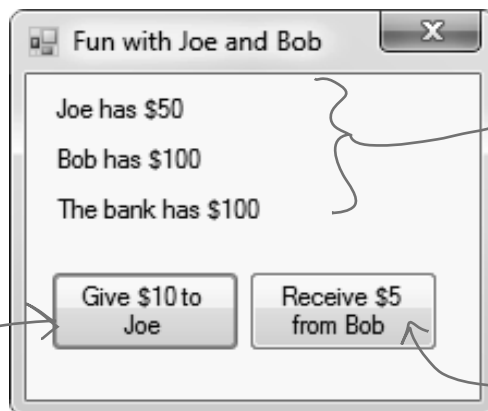 Fun with Joe and Bob
Joe has $50
Bob has $100
The bank has $100
Give $10 to
Joe
Receive $5
from Bob